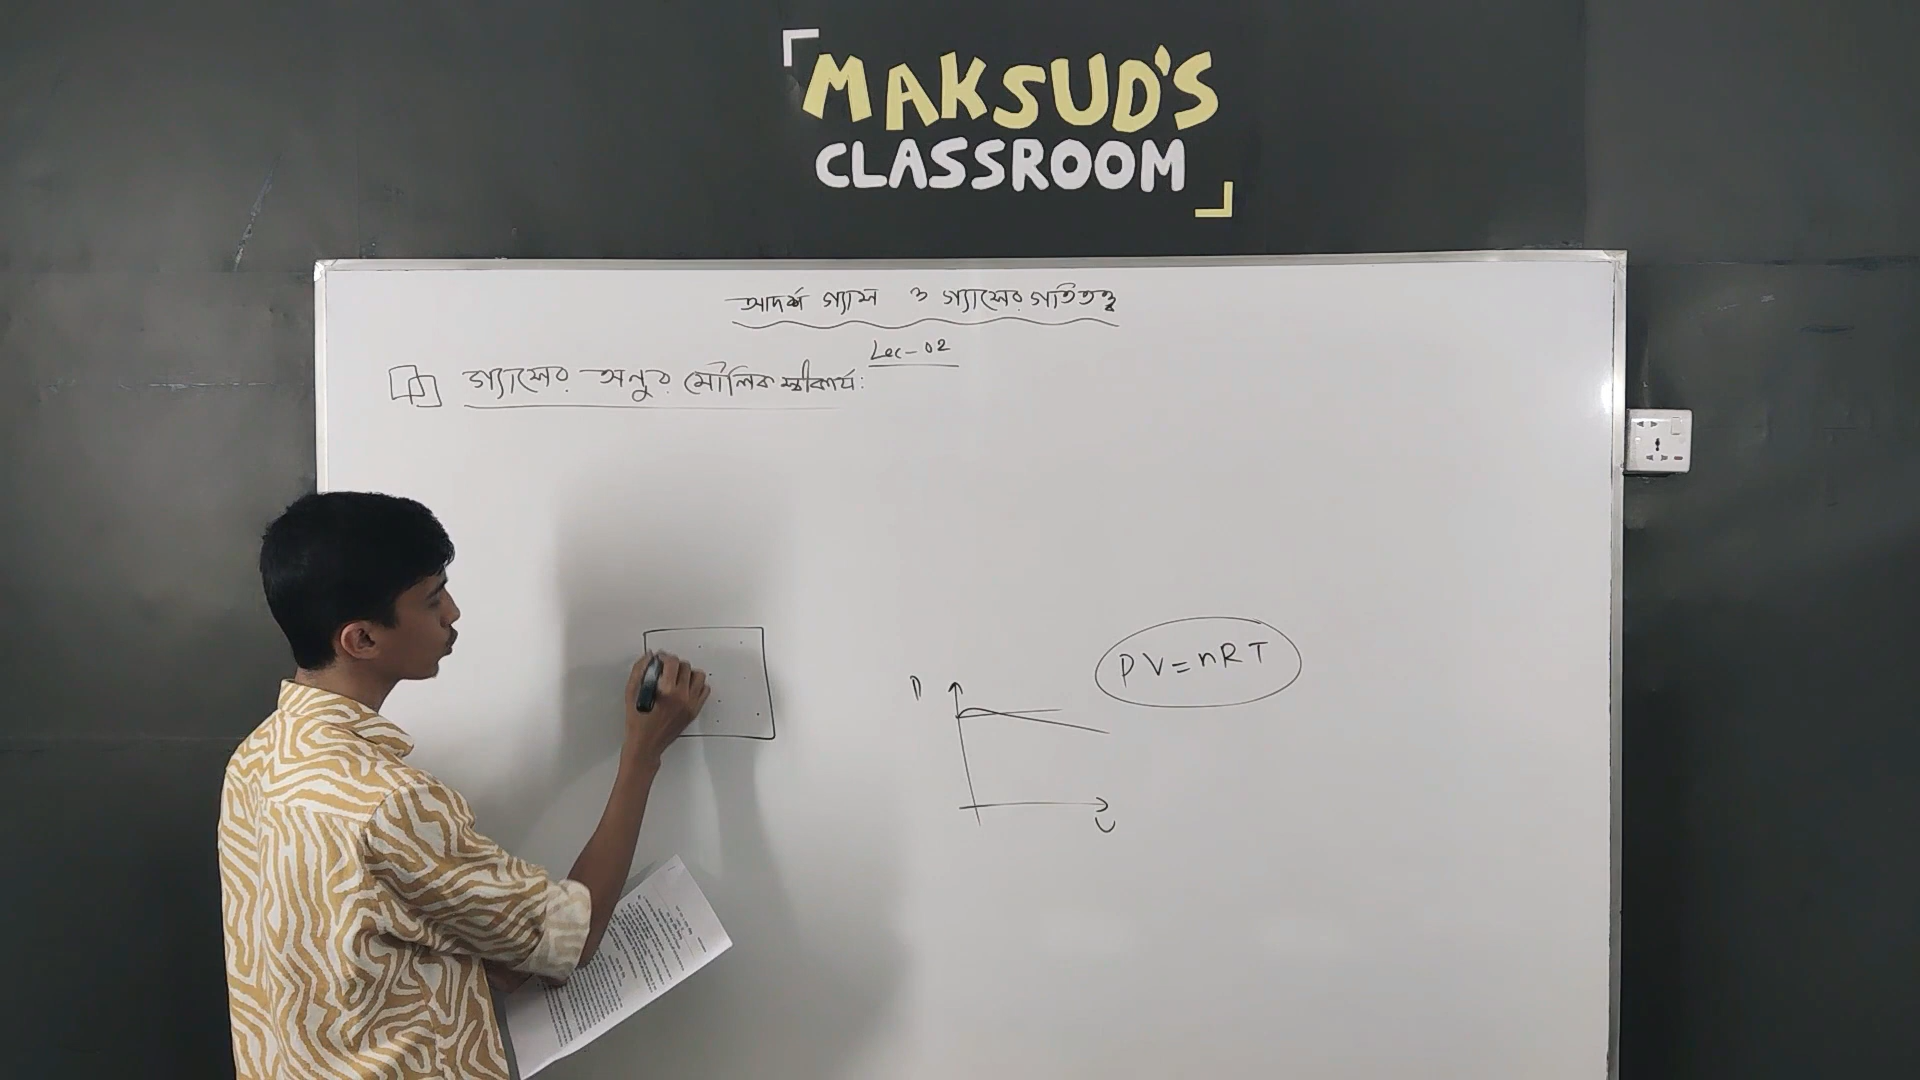 MAKSUD'S
CLASSROOM
আদর্শ গ্যাস ও গ্যাসের গতিতত্ত্ব
Lec-02
গ্যাসের অনুর মৌলিক স্বীকার্য:
PV=nRT
P
V